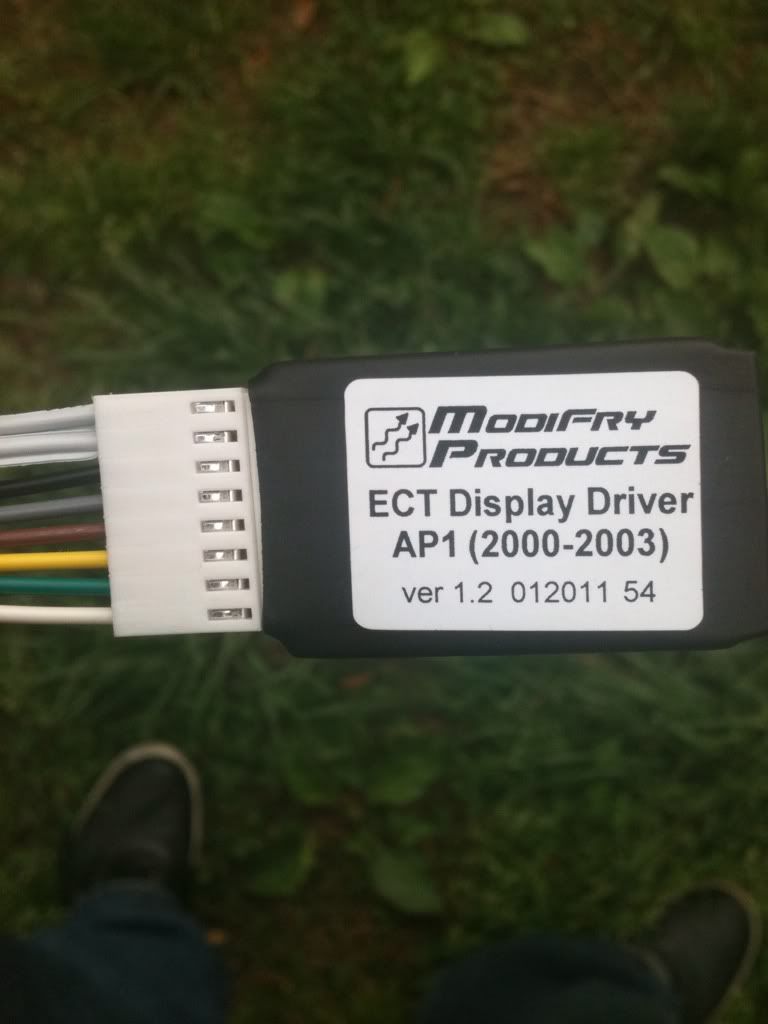 MODIFRY
PRODUCTS
ECT Display Driver
AP1 (2000-2003)
ver 1.2 012011 54